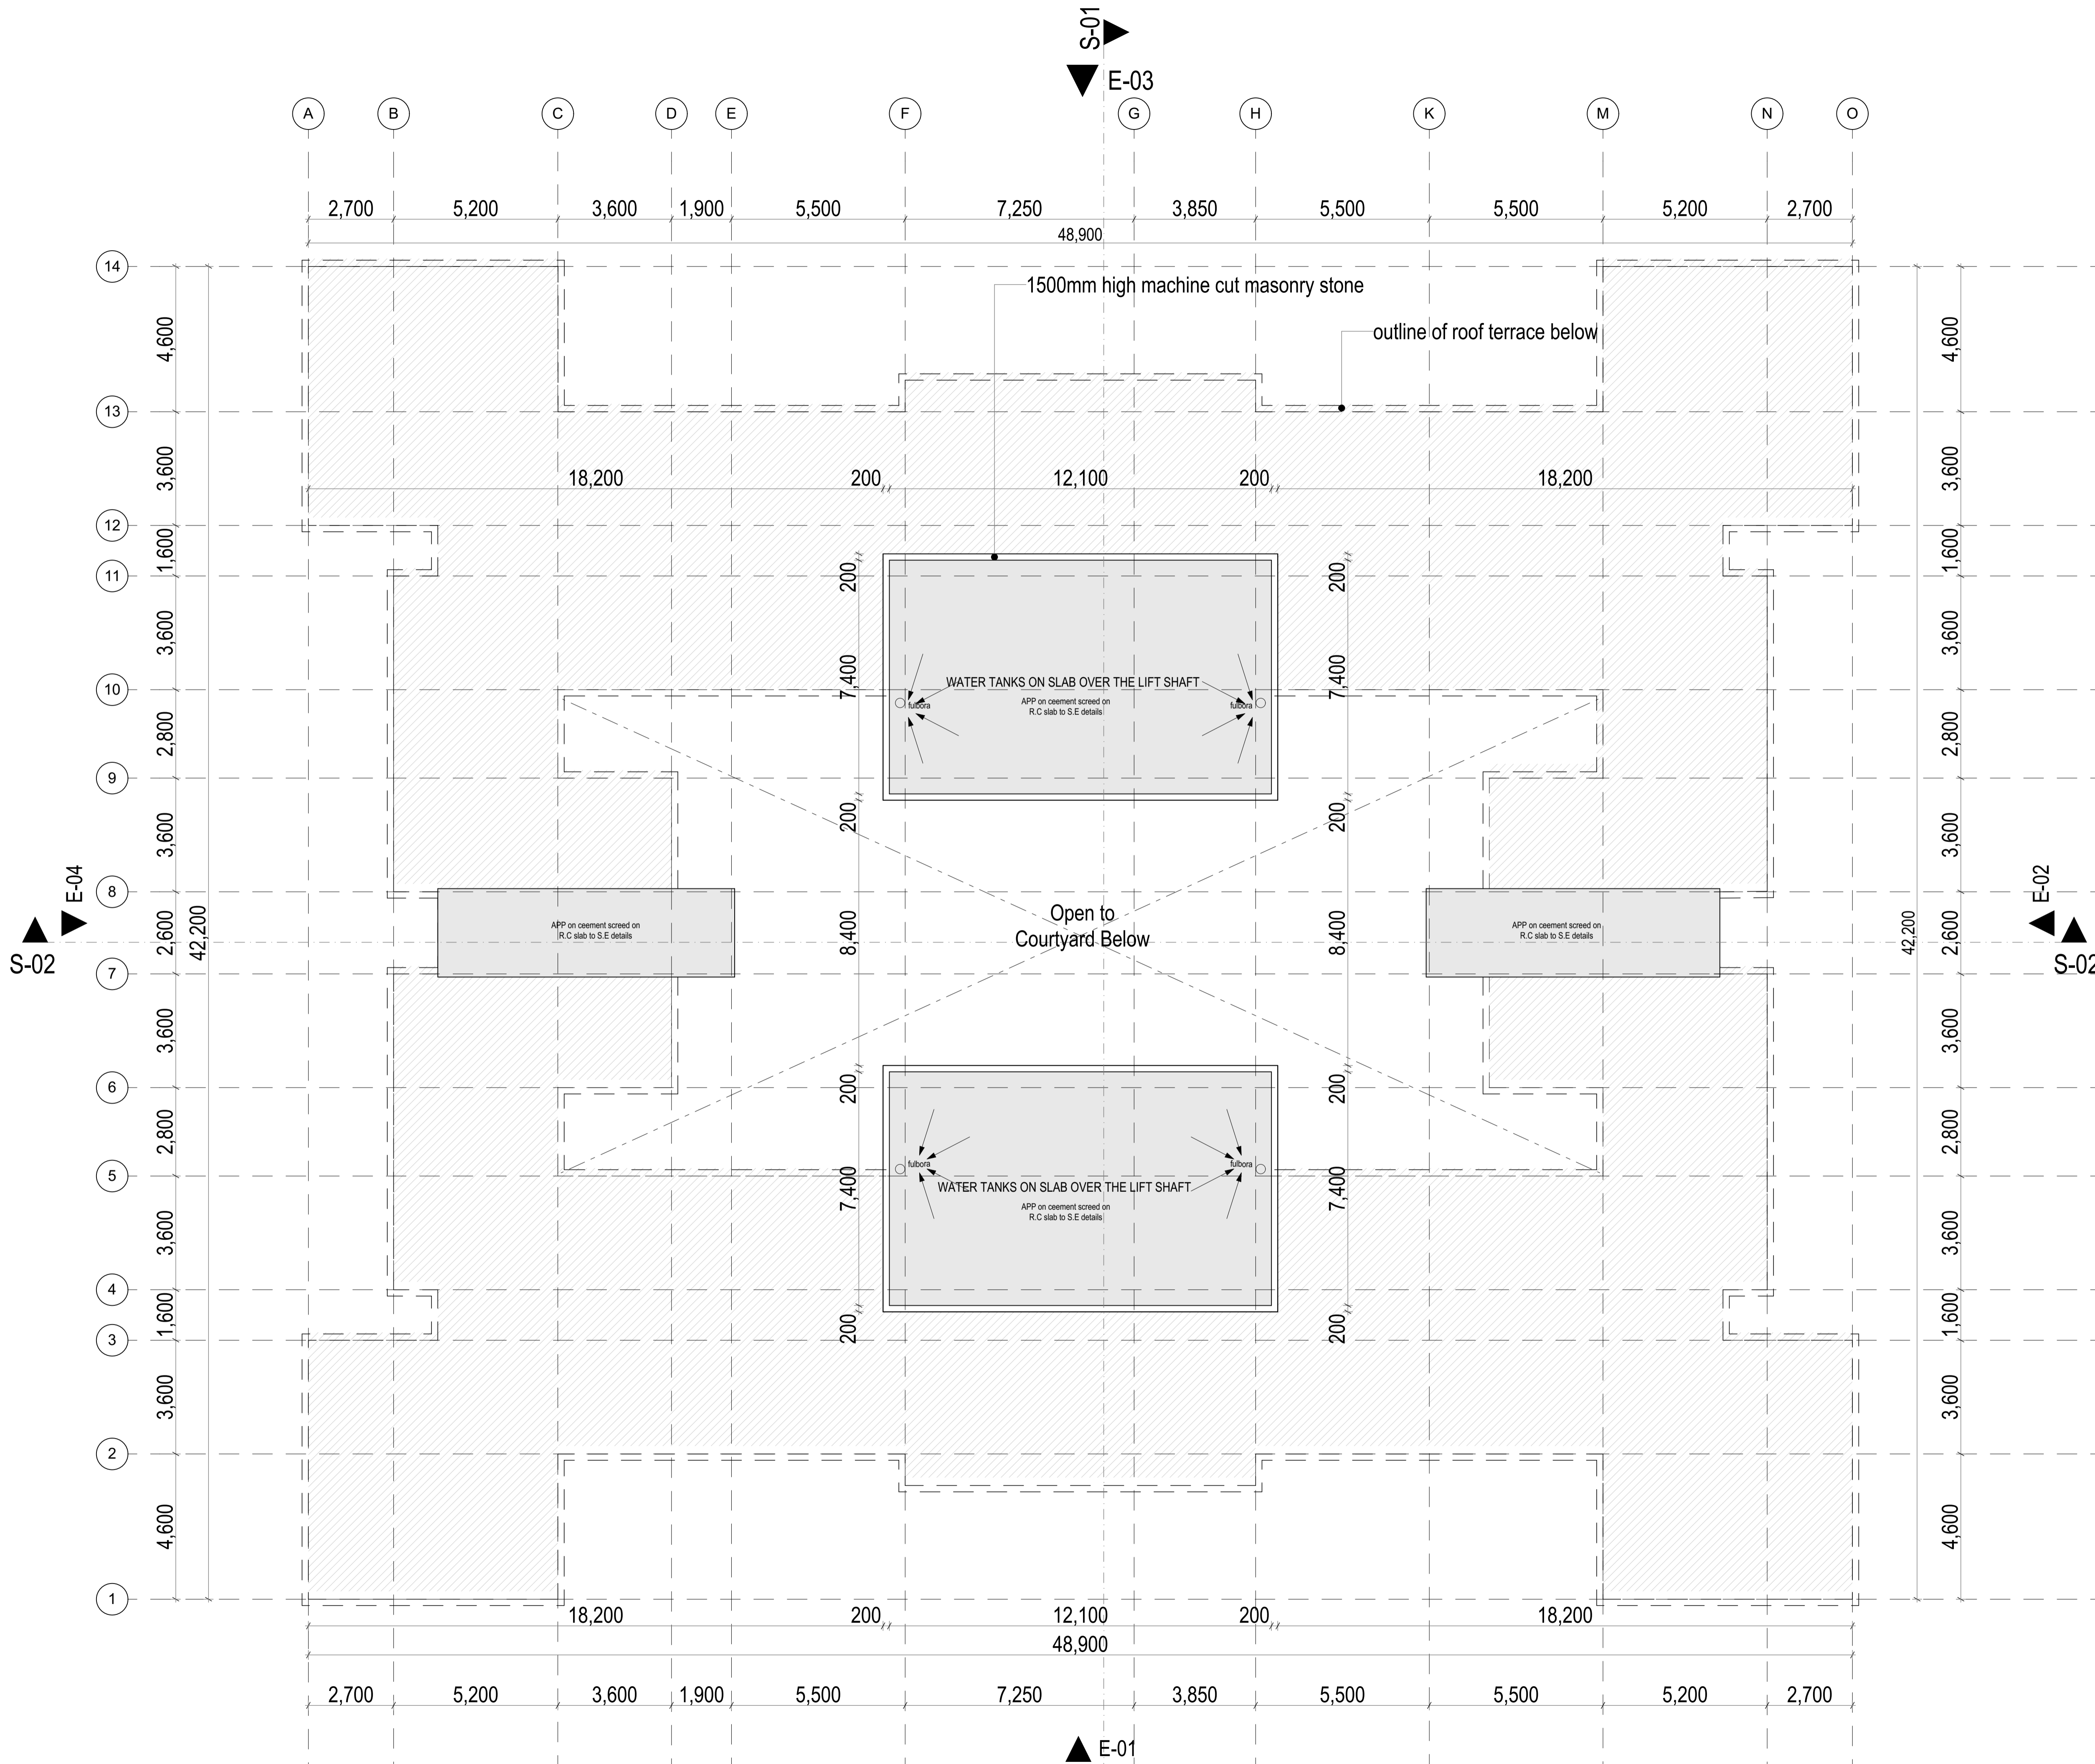 S-01
E-03
A B C D E F G H K M N O
2,700 5,200 3,600 1,900 5,500 7,250 3,850 5,500 5,500 5,200 2,700
48,900
14
1500mm high machine cut masonry stone
outline of roof terrace below
4,600 4,600
13
3,600 3,600
18,200 200 12,100 200 18,200
12
1,600 1,600
11
200 200
3,600 3,600
7,400 7,400
WATER TANKS ON SLAB OVER THE LIFT SHAFT
10
APP on ceement screed on
R.C slab to S.E details
fulbora fulbora
2,800 2,800
9
200 200
3,600 3,600
E-04 E-02
8
Open to
Courtyard Below
APP on ceement screed on
R.C slab to S.E details
APP on ceement screed on
R.C slab to S.E details
2,600 42,200 8,400 8,400 42,200 2,600
S-02 S-02
7
3,600 3,600
6
200 200
2,800 2,800
fulbora fulbora
5
7,400 7,400
WATER TANKS ON SLAB OVER THE LIFT SHAFT
APP on ceement screed on
R.C slab to S.E details
3,600 3,600
4
1,600 1,600
200 200
3
3,600 3,600
2
4,600 4,600
1
18,200 200 12,100 200 18,200
48,900
2,700 5,200 3,600 1,900 5,500 7,250 3,850 5,500 5,500 5,200 2,700
E-01